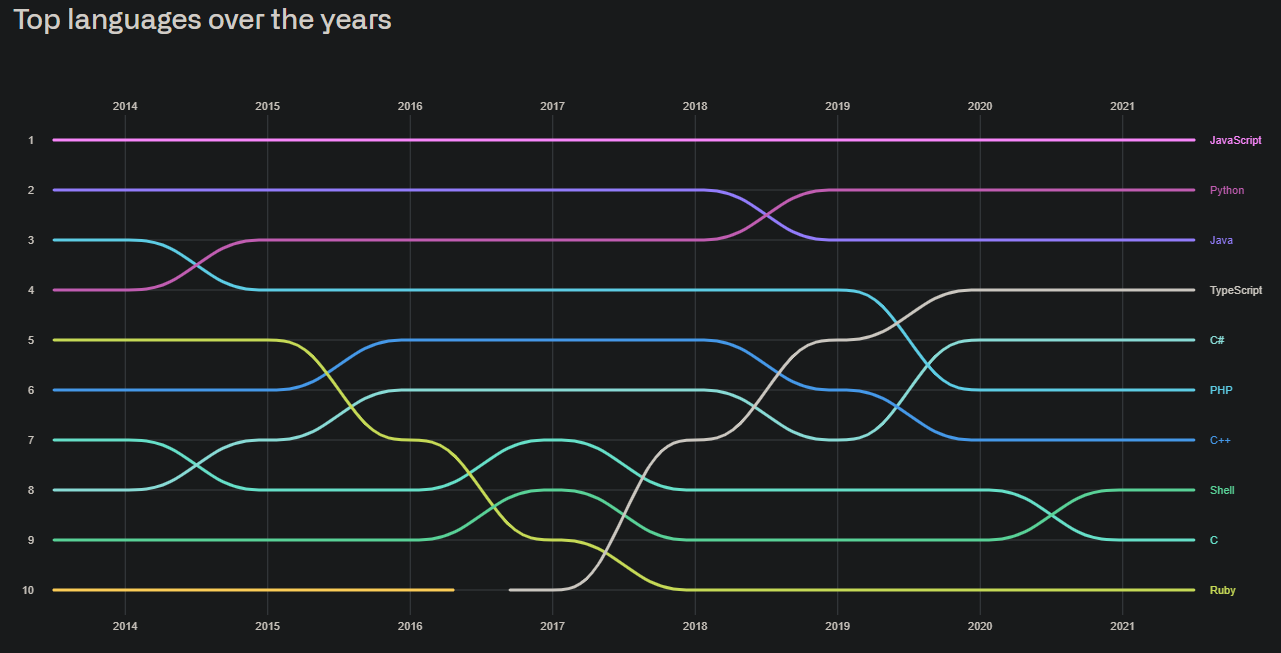 Top languages over the years
2014 2015 2016 2017 2018 2019 2020 2021
1 JavaScript
2 Python
3 Java
4 TypeScript
5 C#
6 PHP
7 C++
8 Shell
9 C
10 Ruby
2014 2015 2016 2017 2018 2019 2020 2021